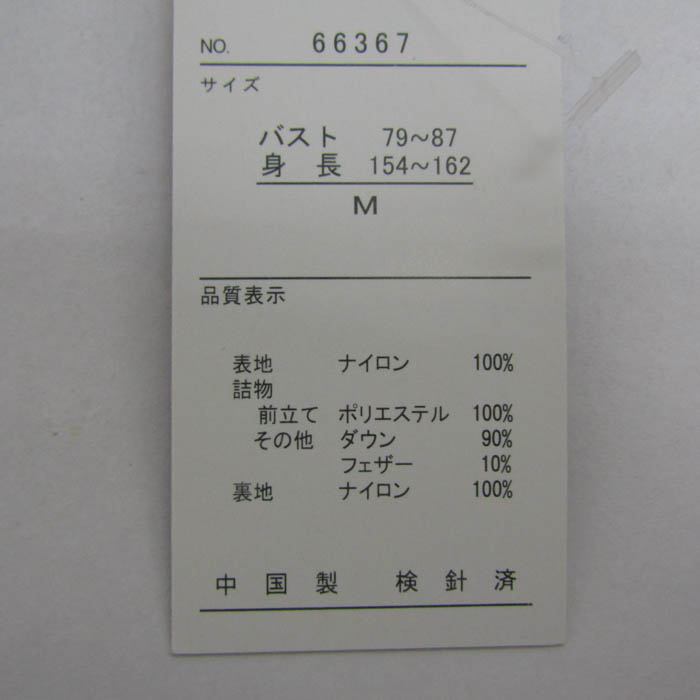 NO. 66367
サイズ
バスト 79～87
身長 154～162
M
品質表示
表地 ナイロン 100%
詰物
前立て ポリエステル 100%
その他 ダウン 90%
フェザー 10%
裏地 ナイロン 100%
中国製 検針済